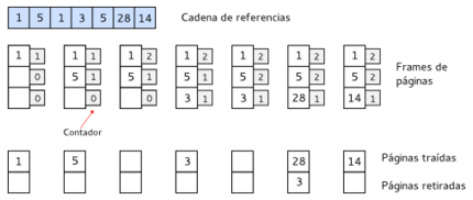 1 5 1 3 5 28 14 Cadena de referencias
1 1 1 1 1 2 1 2 1 2 1 2 1 2 Frames de
0 5 1 5 1 5 1 5 2 5 2 5 2 páginas
0 0 0 3 1 3 1 28 1 14 1
Contador
1 5 3 28 14 Páginas traídas
3 Páginas retiradas